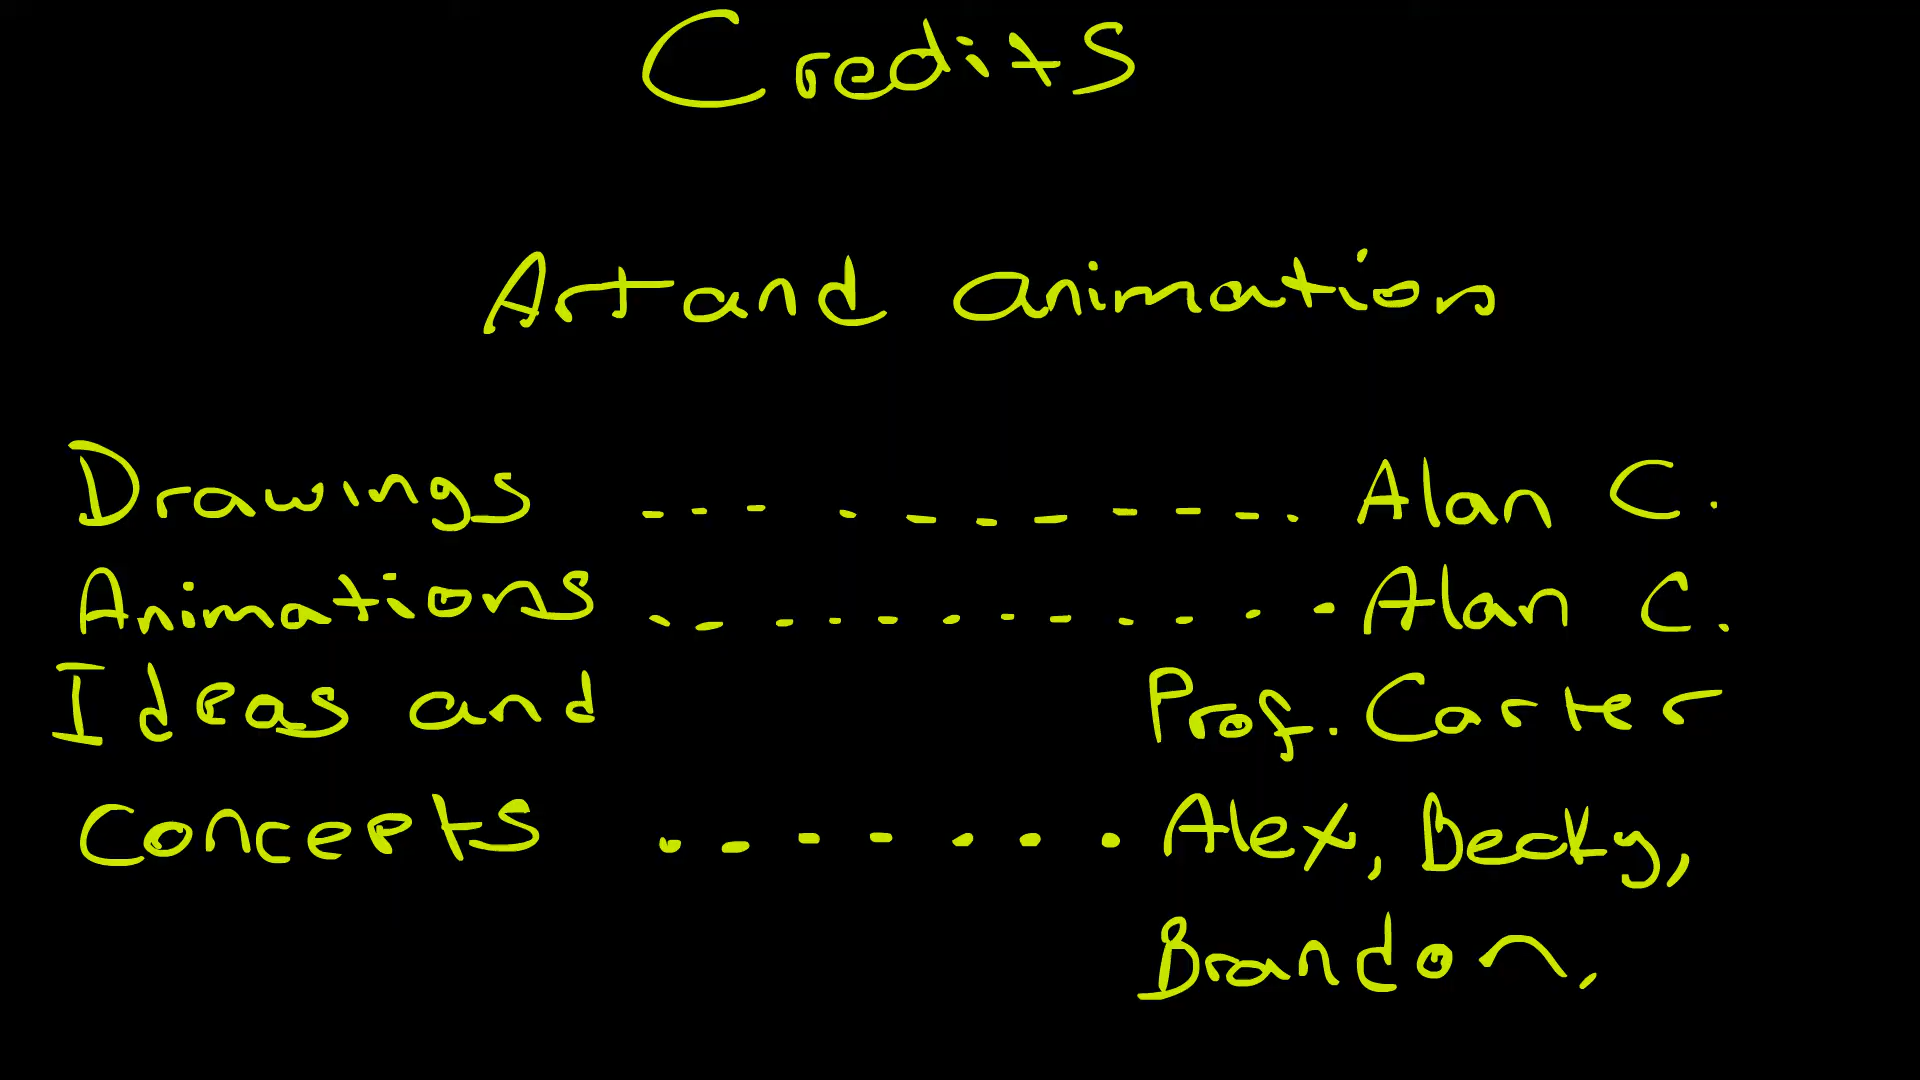 Credits
Art and animation
Drawings ----------- Alan C.
Animations ............ Alan C.
Ideas and Prof. Carter
Concepts ....... Alex, Becky,
Brandon.